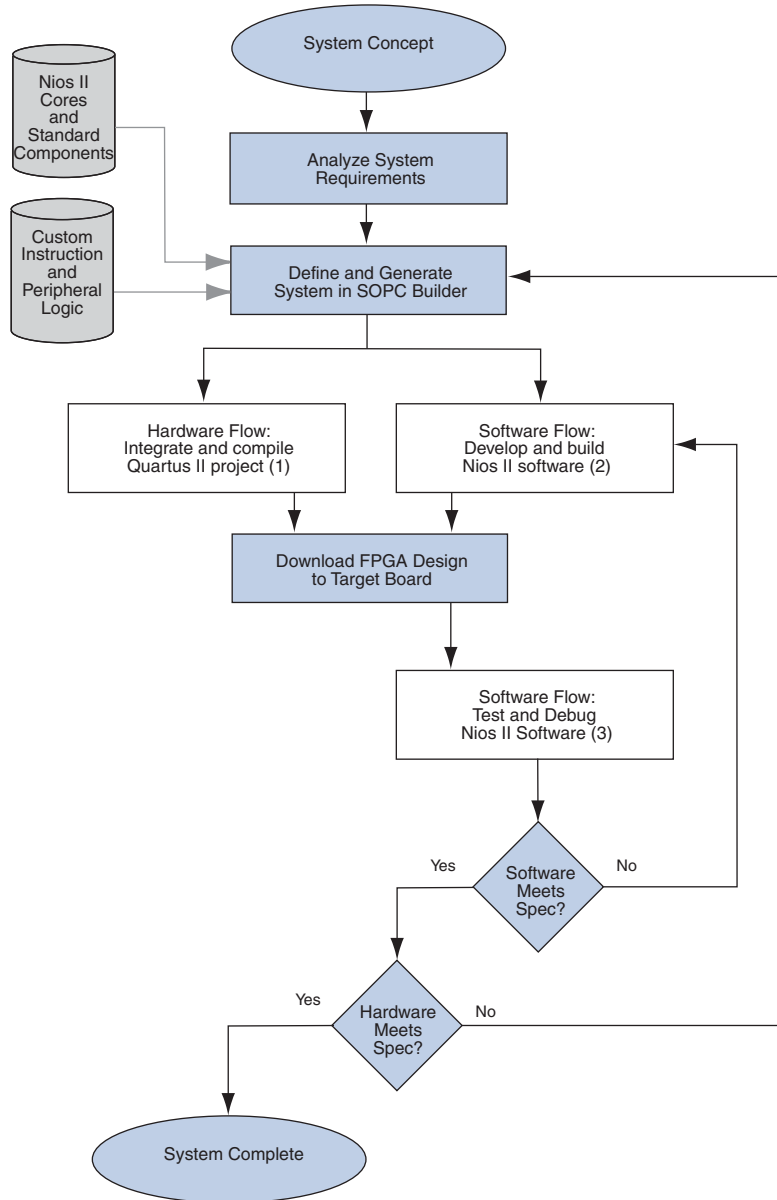 System Concept
Nios II
Cores
and
Standard
Components
Analyze System
Requirements
Custom
Instruction
and
Peripheral
Logic
Define and Generate
System in SOPC Builder
Hardware Flow:
Integrate and compile
Quartus II project (1)
Software Flow:
Develop and build
Nios II software (2)
Download FPGA Design
to Target Board
Software Flow:
Test and Debug
Nios II Software (3)
Yes
Software
Meets
Spec?
No
Yes
Hardware
Meets
Spec?
No
System Complete